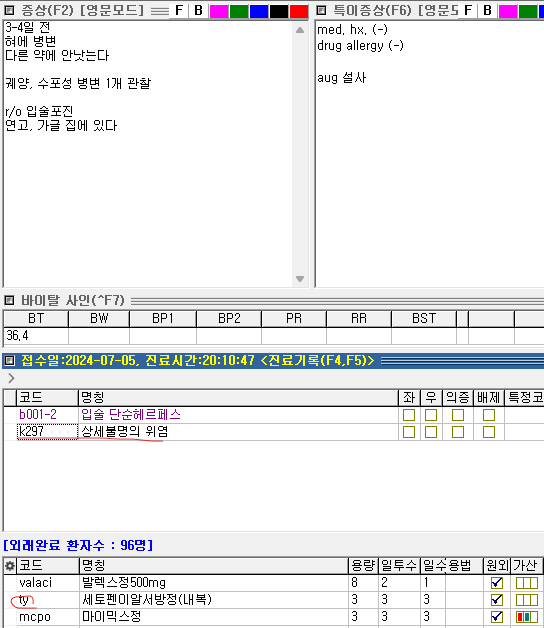 증상(F2) [영문모드] F B
특이증상(F6) [영문모 F B
3-4일 전
혀에 병변
다른 약에 안낫는다
궤양, 수포성 병변 1개 관찰
r/o 입술포진
연고, 가글 집에 있다
med. hx. (-)
drug allergy (-)
aug 설사
바이탈 사인(^F7)
BT BW BP1 BP2 PR RR BST
36.4
접수일:2024-07-05, 진료시간:20:10:47 <진료기록(F4,F5)>
코드 명칭 좌 우 의증 배제 특정코
b001-2 입술 단순헤르페스
k297 상세불명의 위염
[외래완료 환자수 : 96명]
코드 명칭 용량 일투수 일수 용법 원외 가산
valaci 발렉스정500mg 8 2 1
ty 세토펜이알서방정(내복) 3 3 3
mcpo 마이믹스정 3 3 3